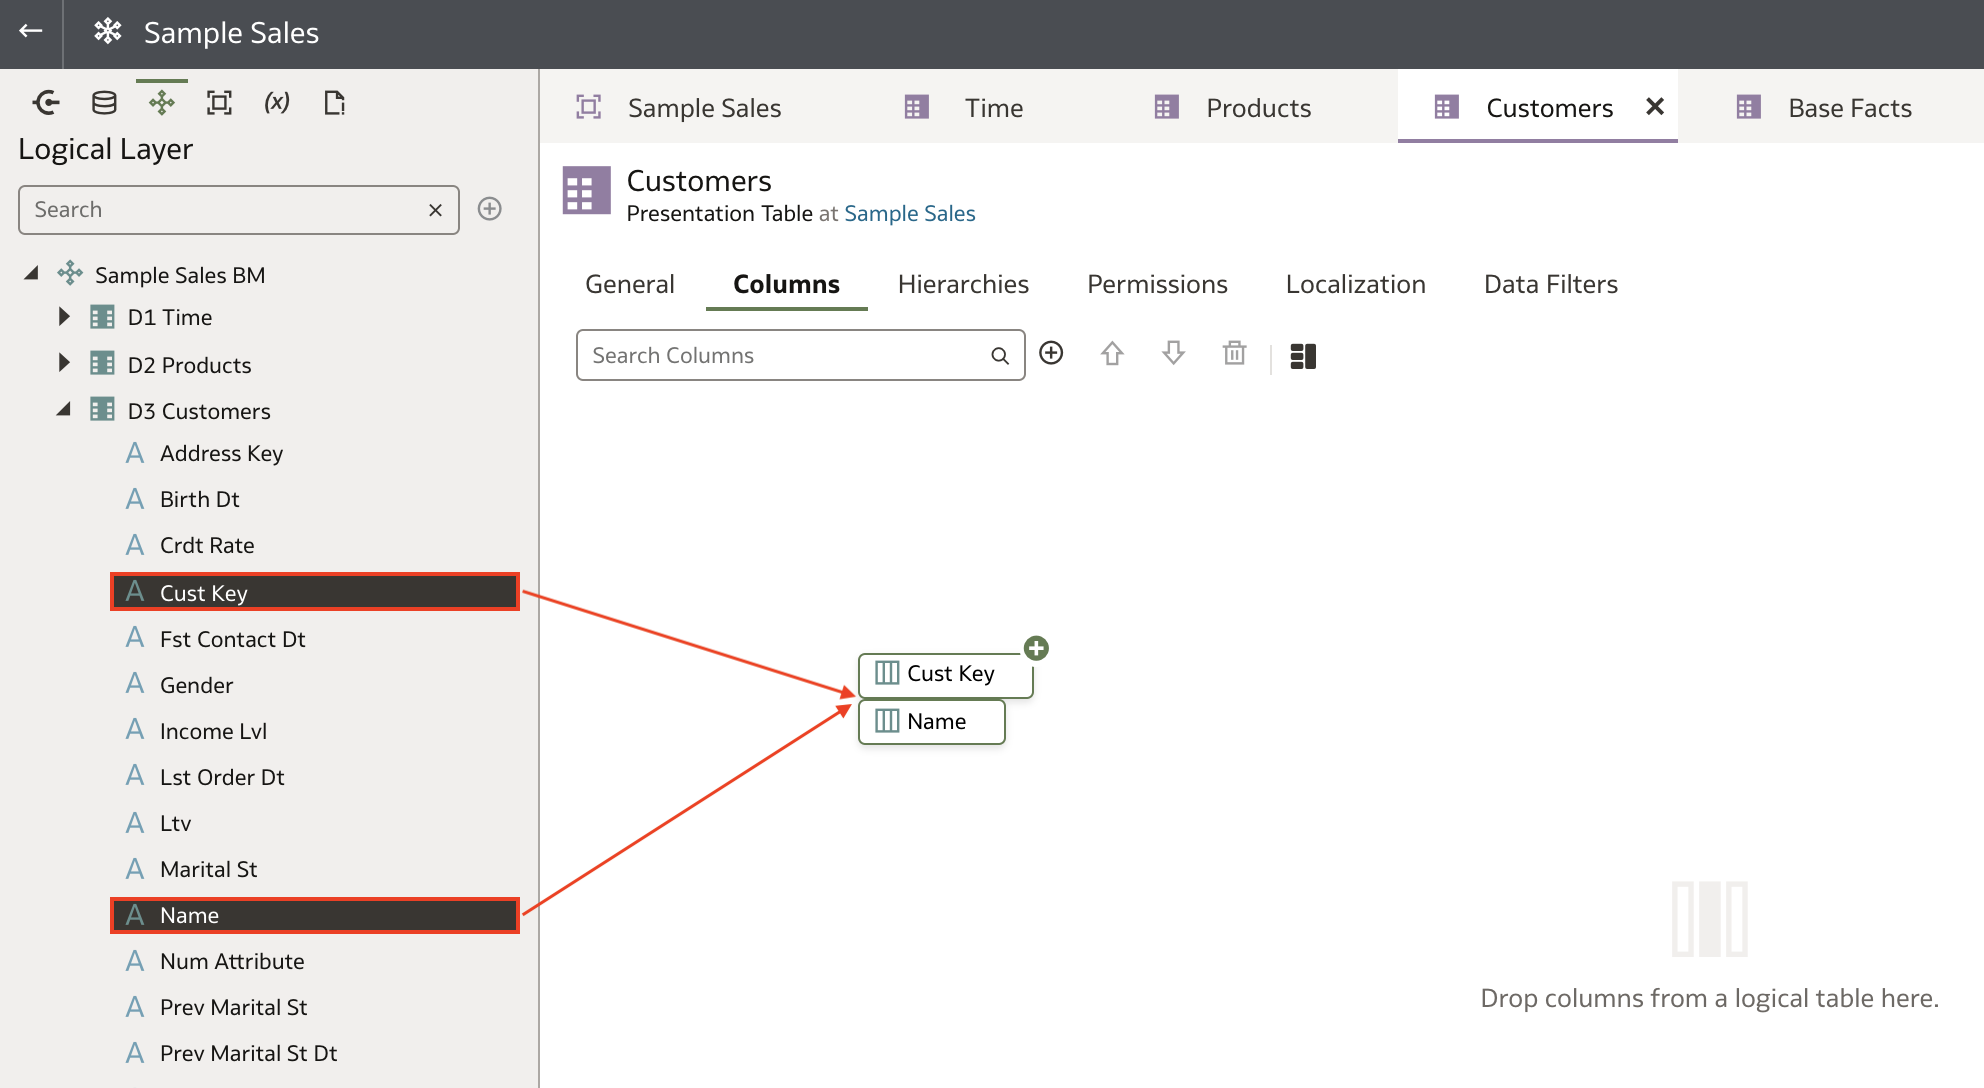 Sample Sales
(x)
Logical Layer
Search
Sample Sales BM
D1 Time
D2 Products
D3 Customers
Address Key
Birth Dt
Crdt Rate
Cust Key
Fst Contact Dt
Gender
Income Lvl
Lst Order Dt
Ltv
Marital St
Name
Num Attribute
Prev Marital St
Prev Marital St Dt
Sample Sales Time Products Customers Base Facts
Customers
Presentation Table at Sample Sales
General Columns Hierarchies Permissions Localization Data Filters
Search Columns
Cust Key
Name
Drop columns from a logical table here.